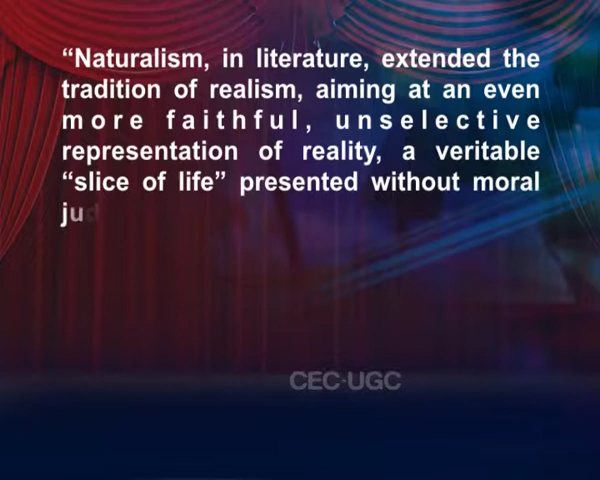 “Naturalism, in literature, extended the
tradition of realism, aiming at an even
more faithful, unselective
representation of reality, a veritable
“slice of life” presented without moral
CEC-UGC